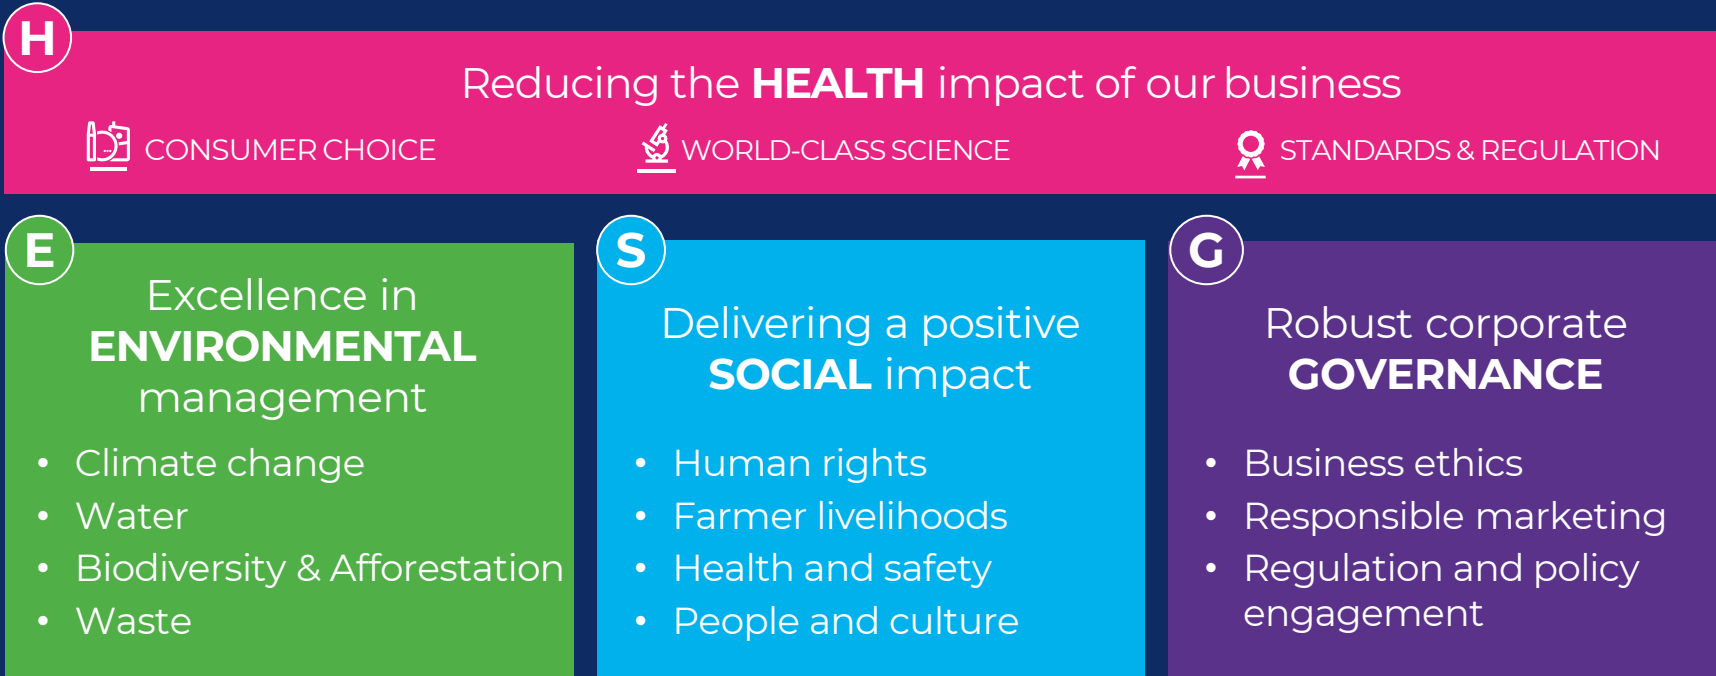 H
Reducing the HEALTH impact of our business
CONSUMER CHOICE
WORLD-CLASS SCIENCE
STANDARDS & REGULATION
E
Excellence in
ENVIRONMENTAL
management
• Climate change
• Water
• Biodiversity & Afforestation
• Waste
S
Delivering a positive
SOCIAL impact
• Human rights
• Farmer livelihoods
• Health and safety
• People and culture
G
Robust corporate
GOVERNANCE
• Business ethics
• Responsible marketing
• Regulation and policy
engagement